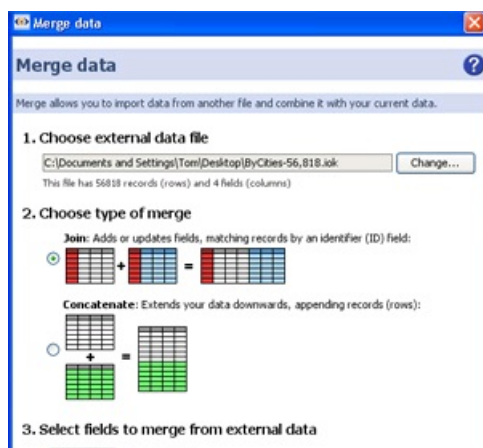 Merge data
Merge data
Merge allows you to import data from another file and combine it with your current data.
1. Choose external data file
C:\Documents and Settings\Tom\Desktop\ByCities-56,818.iok
Change...
This file has 56818 records (rows) and 4 fields (columns)
2. Choose type of merge
Join: Adds or updates fields, matching records by an identifier (ID) field:
+ =
Concatenate: Extends your data downwards, appending records (rows):
+ =
3. Select fields to merge from external data